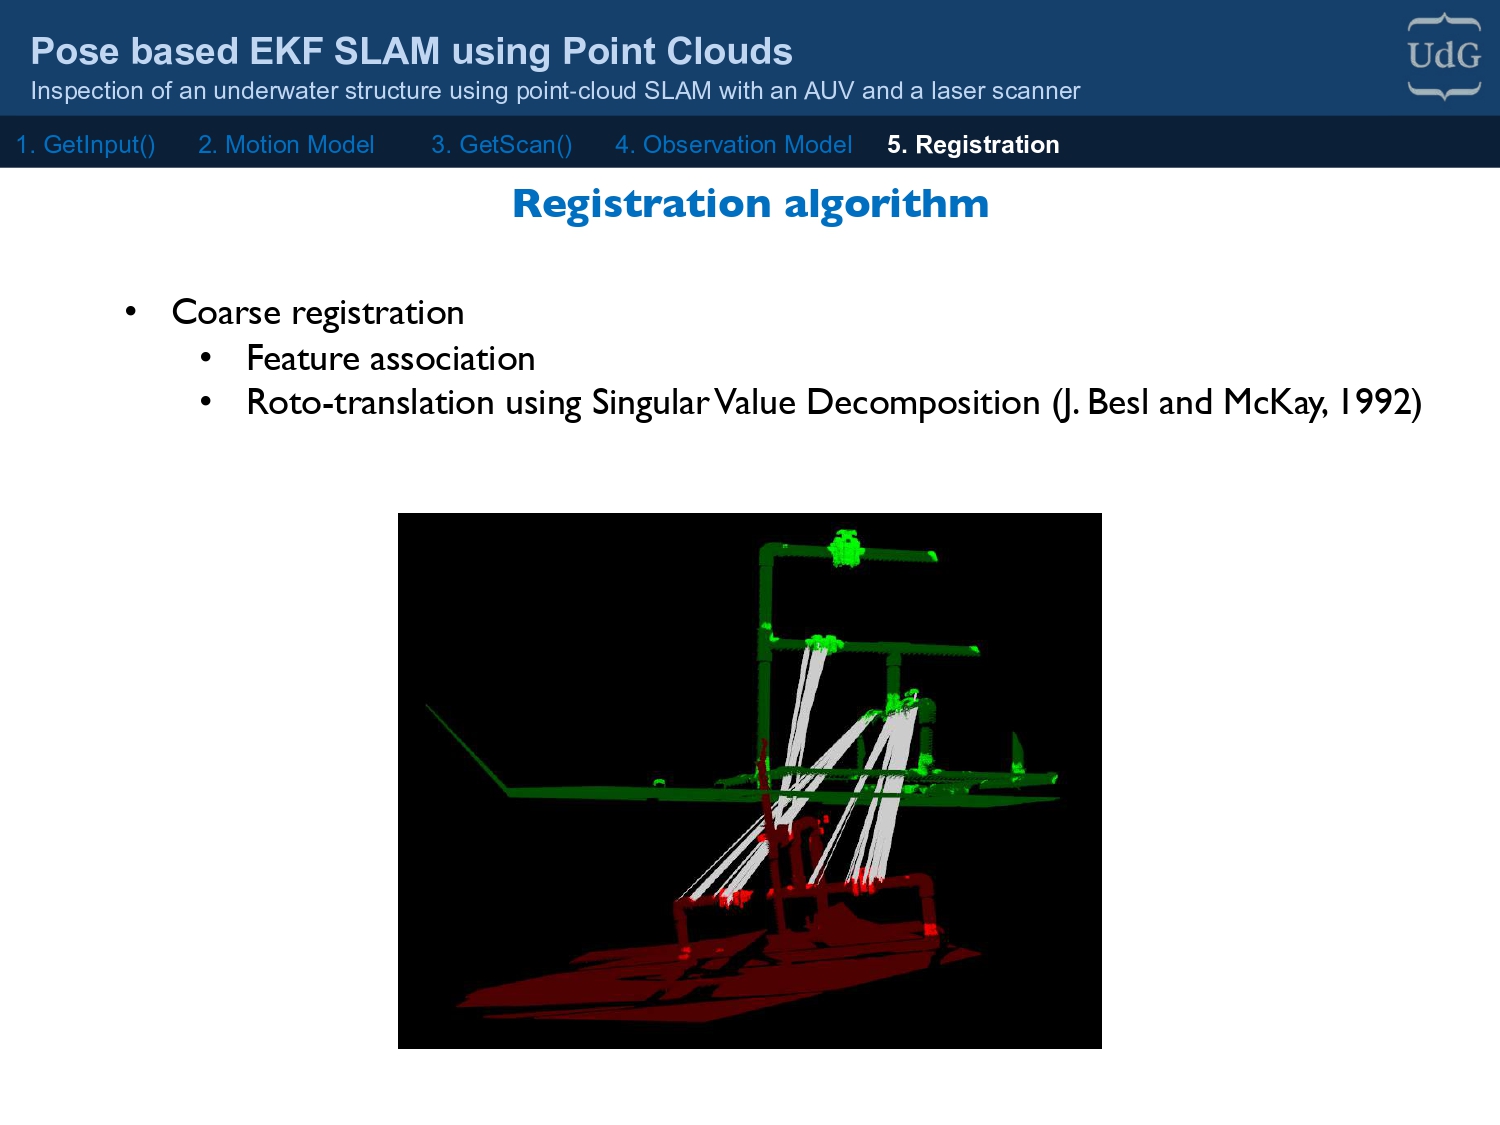 Pose based EKF SLAM using Point Clouds
Inspection of an underwater structure using point-cloud SLAM with an AUV and a laser scanner
UdG
1. GetInput() 2. Motion Model 3. GetScan() 4. Observation Model 5. Registration
Registration algorithm
• Coarse registration
• Feature association
• Roto-translation using Singular Value Decomposition (J. Besl and McKay, 1992)